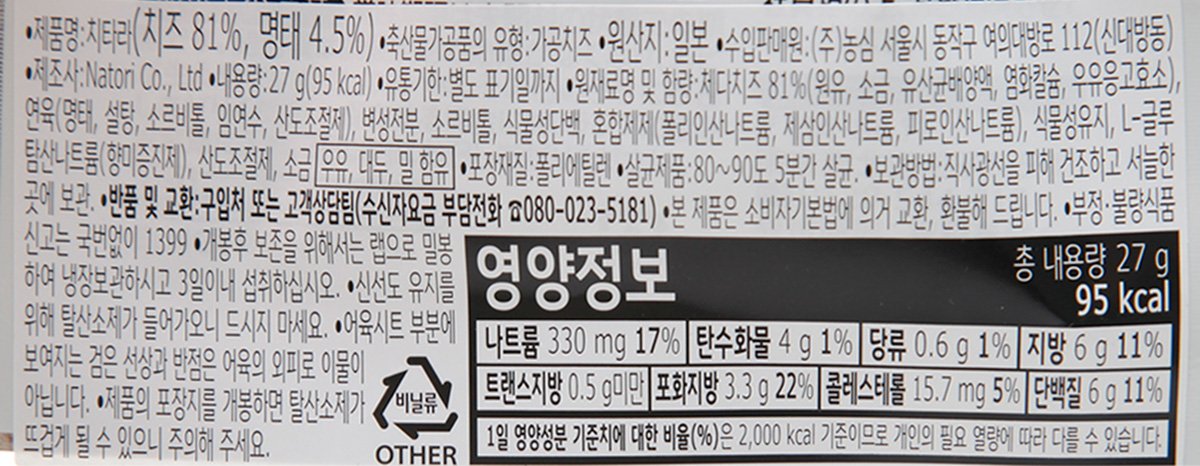 •제품명:치타라(치즈 81%, 명태 4.5%) •축산물가공품의 유형:가공치즈 •원산지:일본 •수입판매원:(주)농심 서울시 동작구 여의대방로 112(신대방동)
•제조사:Natori Co., Ltd •내용량:27 g(95 kcal) •유통기한:별도 표기일까지 •원재료명 및 함량:체다치즈 81%(원유, 소금, 유산균배양액, 염화칼슘, 우유응고효소),
연육(명태, 설탕, 소르비톨, 임연수, 산도조절제), 변성전분, 소르비톨, 식물성단백, 혼합제제(폴리인산나트륨, 제삼인산나트륨, 피로인산나트륨), 식물성유지, L-글루
탐산나트륨(향미증진제), 산도조절제, 소금 우유, 대두, 밀 함유 •포장재질:폴리에틸렌 •살균제품:80~90도 5분간 살균. •보관방법:직사광선을 피해 건조하고 서늘한
곳에 보관. •반품 및 교환:구입처 또는 고객상담팀(수신자요금 부담전화 ☎080-023-5181) •본 제품은 소비자기본법에 의거 교환, 환불해 드립니다. •부정·불량식품
신고는 국번없이 1399 •개봉후 보존을 위해서는 랩으로 밀봉
하여 냉장보관하시고 3일이내 섭취하십시오. •신선도 유지를
위해 탈산소제가 들어가오니 드시지 마세요. •어육시트 부분에
보여지는 검은 선상과 반점은 어육의 외피로 이물이
아닙니다. •제품의 포장지를 개봉하면 탈산소제가
뜨겁게 될 수 있으니 주의해 주세요.
비닐류
OTHER
영양정보
총 내용량 27 g
95 kcal
나트륨 330 mg 17% 탄수화물 4 g 1% 당류 0.6 g 1% 지방 6 g 11%
트랜스지방 0.5 g미만 포화지방 3.3 g 22% 콜레스테롤 15.7 mg 5% 단백질 6 g 11%
1일 영양성분 기준치에 대한 비율(%)은 2,000 kcal 기준이므로 개인의 필요 열량에 따라 다를 수 있습니다.